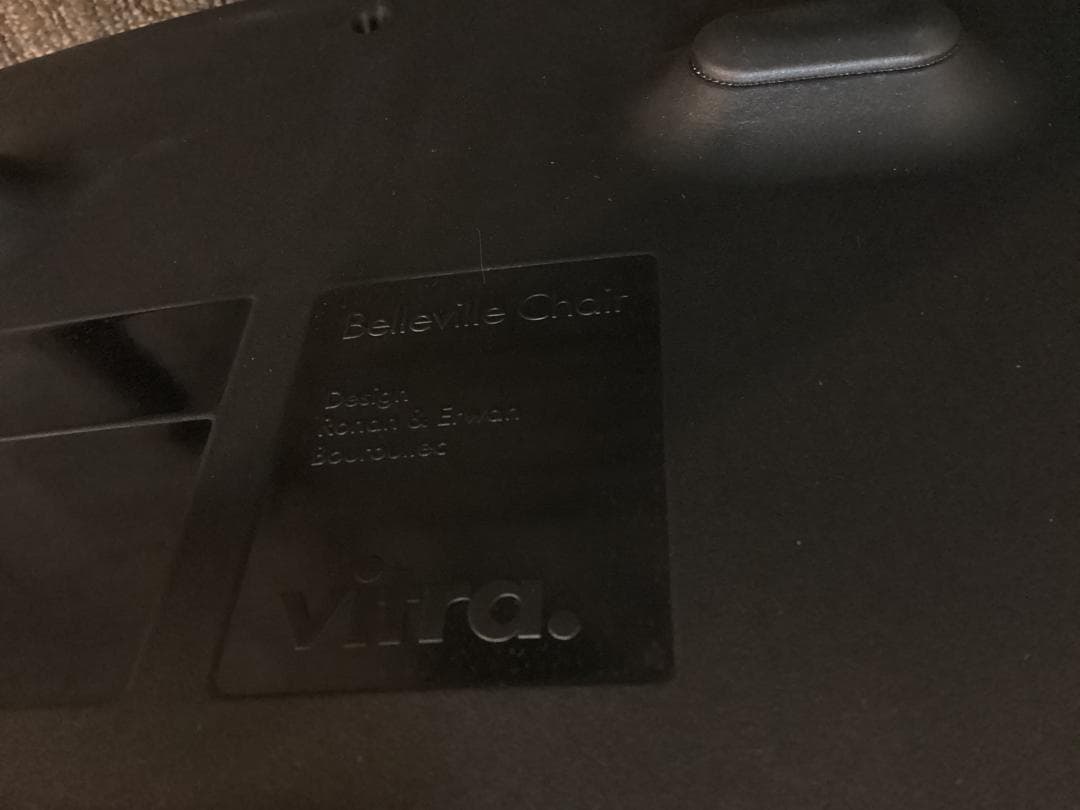 Belleville Chair
Design
Ronan & Erwan
Bouroullec
vitra.